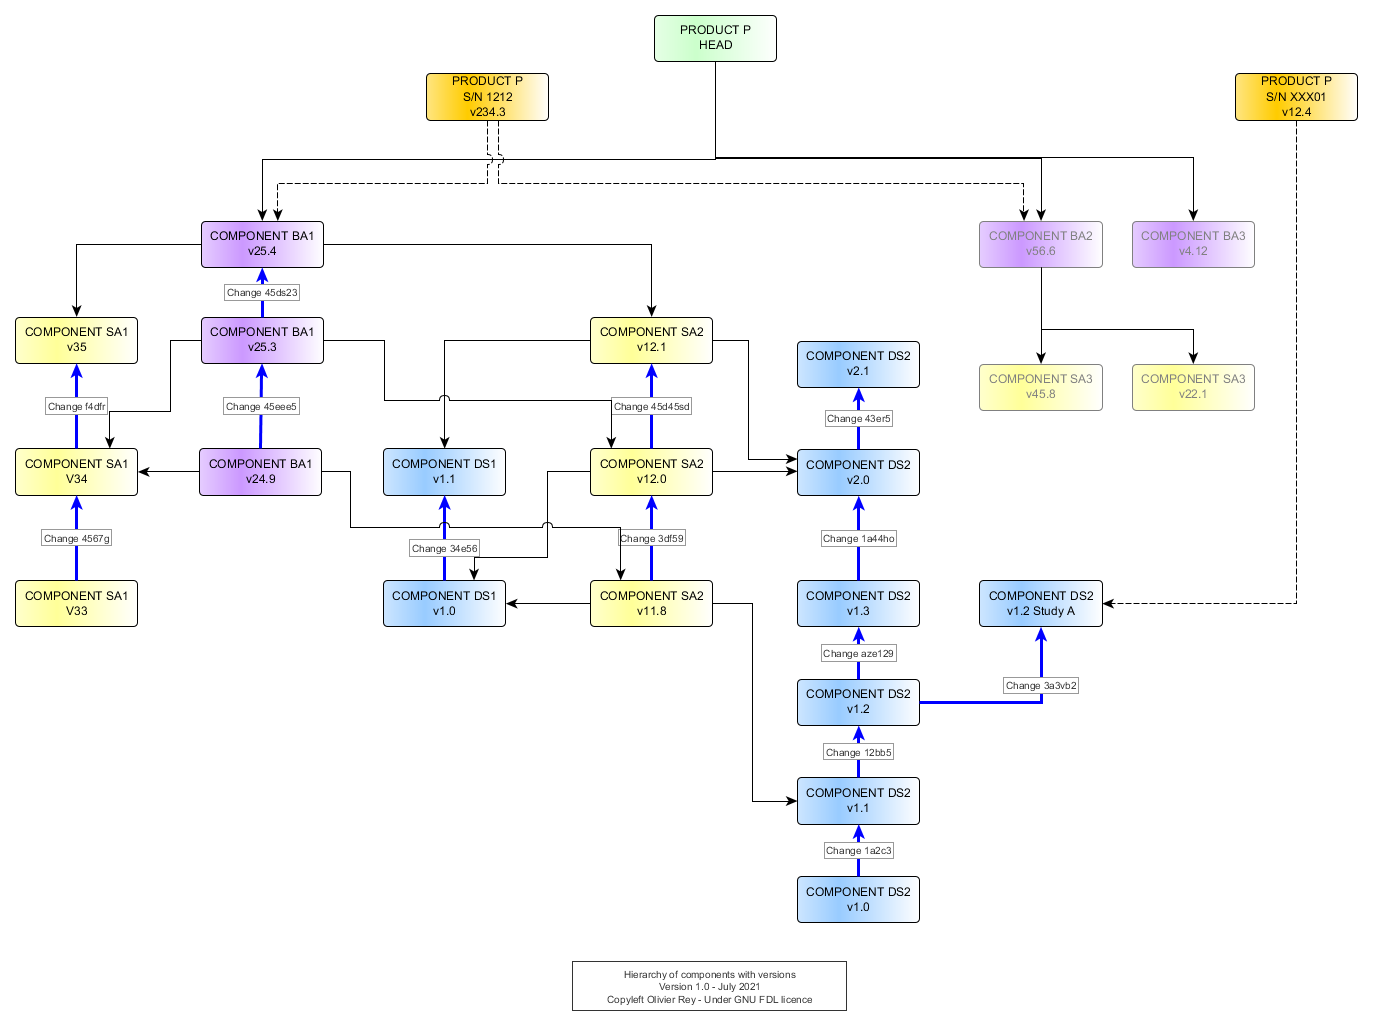 PRODUCT P
HEAD
PRODUCT P
S/N 1212
v234.3
PRODUCT P
S/N XXX01
v12.4
COMPONENT BA1
v25.4
COMPONENT BA2
v56.6
COMPONENT BA3
v4.12
Change 45ds23
COMPONENT SA1
v35
COMPONENT BA1
v25.3
COMPONENT SA2
v12.1
COMPONENT DS2
v2.1
COMPONENT SA3
v45.8
COMPONENT SA3
v22.1
Change f4dfr
Change 45eee5
Change 45d45sd
Change 43er5
COMPONENT SA1
V34
COMPONENT BA1
v24.9
COMPONENT DS1
v1.1
COMPONENT SA2
v12.0
COMPONENT DS2
v2.0
Change 4567g
Change 34e56
Change 3df59
Change 1a44ho
COMPONENT SA1
V33
COMPONENT DS1
v1.0
COMPONENT SA2
v11.8
COMPONENT DS2
v1.3
COMPONENT DS2
v1.2 Study A
Change aze129
Change 3a3vb2
COMPONENT DS2
v1.2
Change 12bb5
COMPONENT DS2
v1.1
Change 1a2c3
COMPONENT DS2
v1.0
Hierarchy of components with versions
Version 1.0 - July 2021
Copyleft Olivier Rey - Under GNU FDL licence